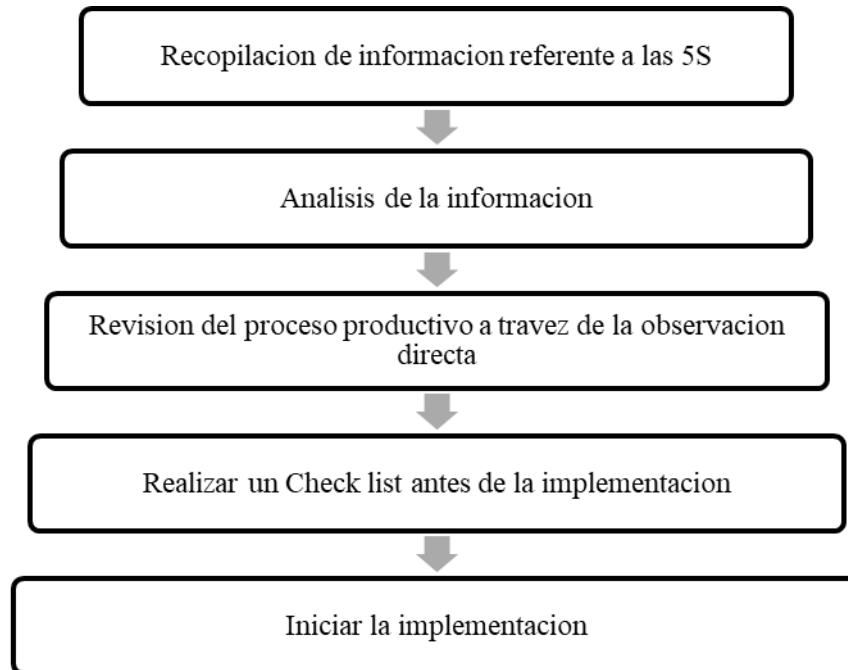 Recopilacion de informacion referente a las 5S
Analisis de la informacion
Revision del proceso productivo a travez de la observacion
directa
Realizar un Check list antes de la implementacion
Iniciar la implementacion